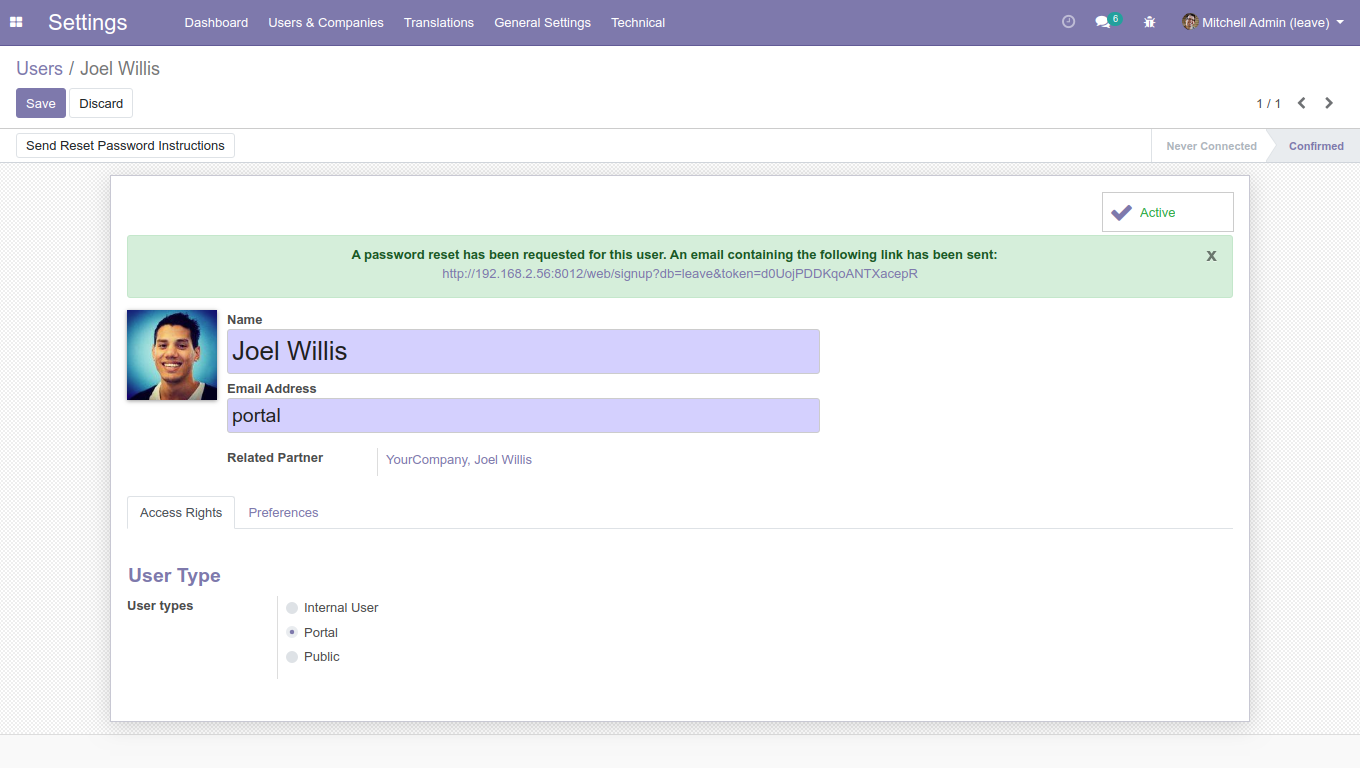 Settings Dashboard Users & Companies Translations General Settings Technical 6 Mitchell Admin (leave)
Users / Joel Willis
Save Discard 1 / 1
Send Reset Password Instructions Never Connected Confirmed
Active
A password reset has been requested for this user. An email containing the following link has been sent: x
http://192.168.2.56:8012/web/signup?db=leave&token=d0UojPDDKqoANTXacepR
Name
Joel Willis
Email Address
portal
Related Partner YourCompany, Joel Willis
Access Rights Preferences
User Type
User types Internal User
Portal
Public